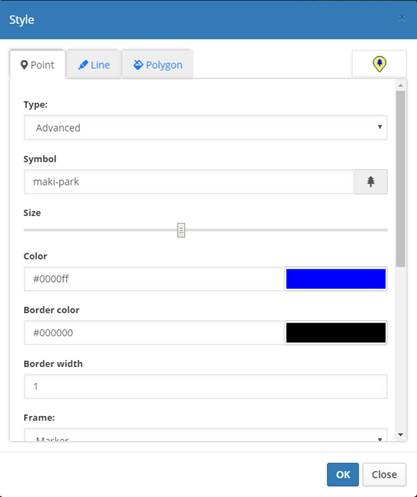 Style
×
Point Line Polygon
Type:
Advanced
Symbol
maki-park
Size
Color
#0000ff
Border color
#000000
Border width
1
Frame:
Marker
OK Close